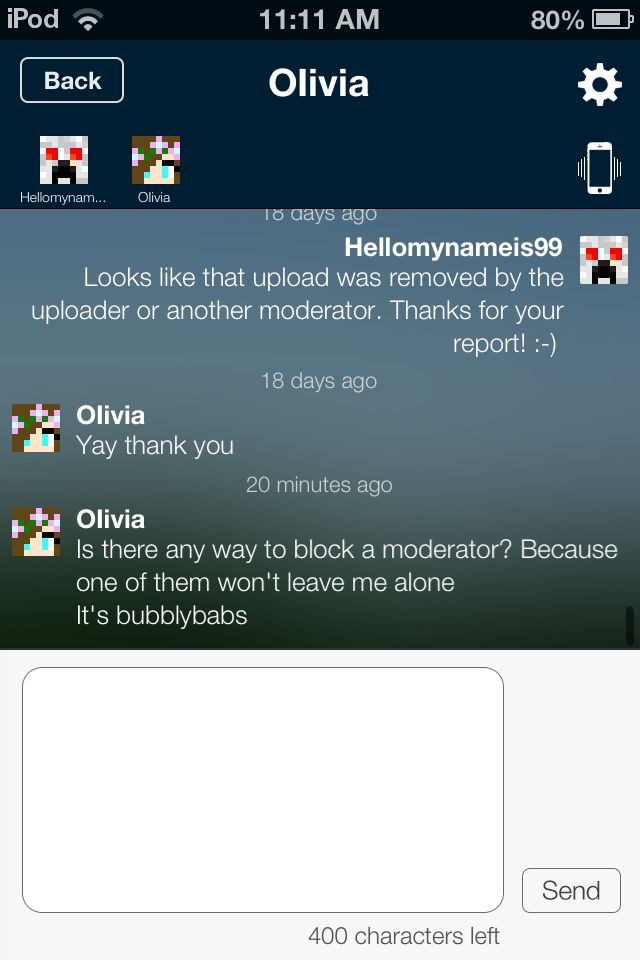 iPod 11:11 AM 80%
Back Olivia
Hellomynam... Olivia
18 days ago
Hellomynameis99
Looks like that upload was removed by the
uploader or another moderator. Thanks for your
report! :-)
18 days ago
Olivia
Yay thank you
20 minutes ago
Olivia
Is there any way to block a moderator? Because
one of them won't leave me alone
It's bubblybabs
Send
400 characters left